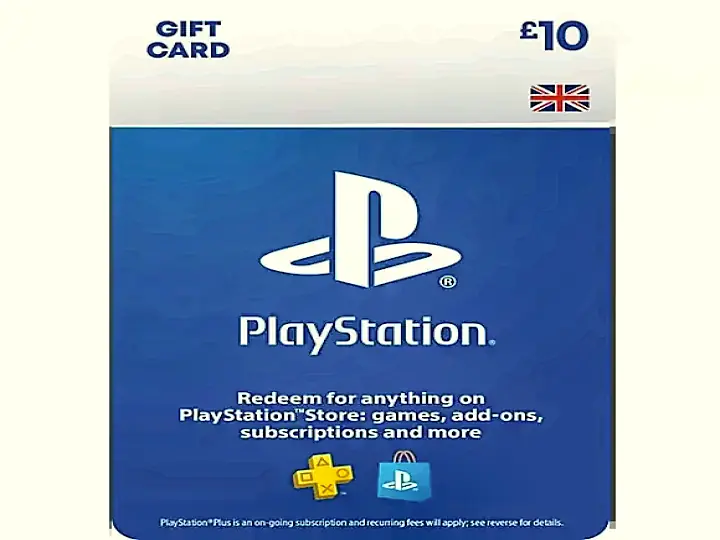 GIFT
CARD
£10
PlayStation®
Redeem for anything on
PlayStation™Store: games, add-ons,
subscriptions and more
PlayStation®Plus is an on-going subscription and recurring fees will apply; see reverse for details.